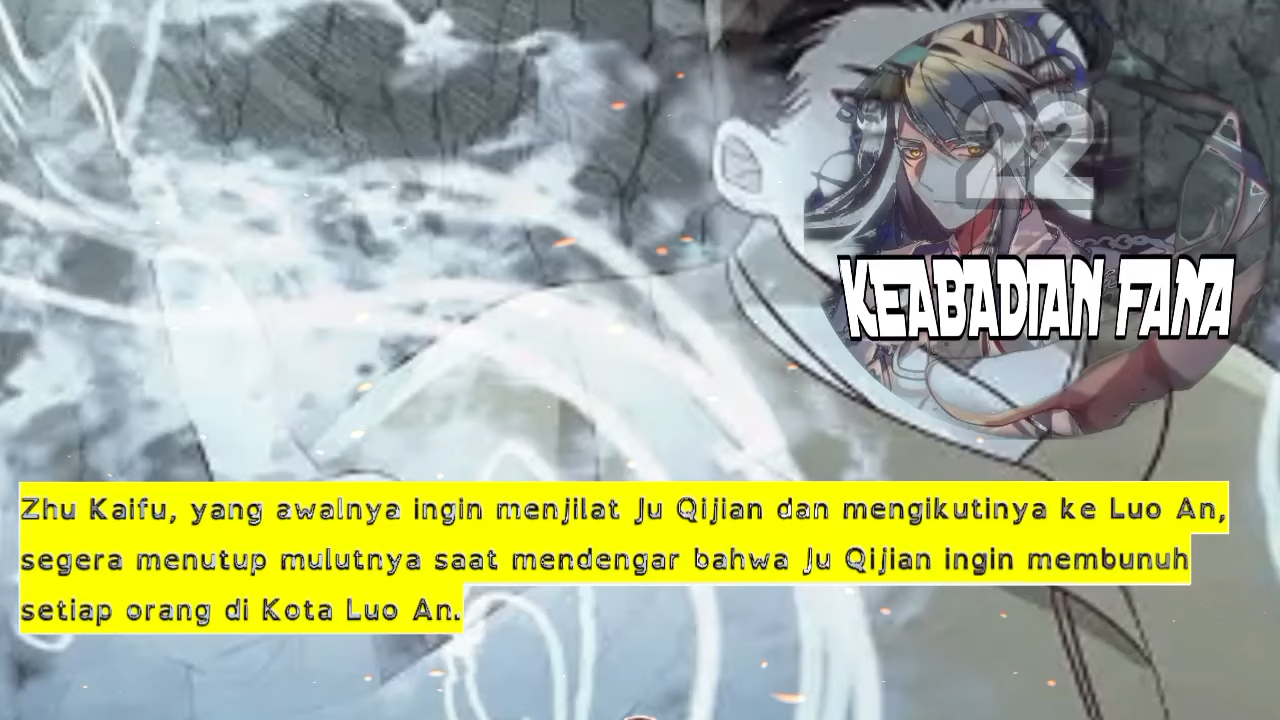 22
KEABADIAN FANA
Zhu Kaifu, yang awalnya ingin menjilat Ju Qijian dan mengikutinya ke Luo An,
segera menutup mulutnya saat mendengar bahwa Ju Qijian ingin membunuh
setiap orang di Kota Luo An.